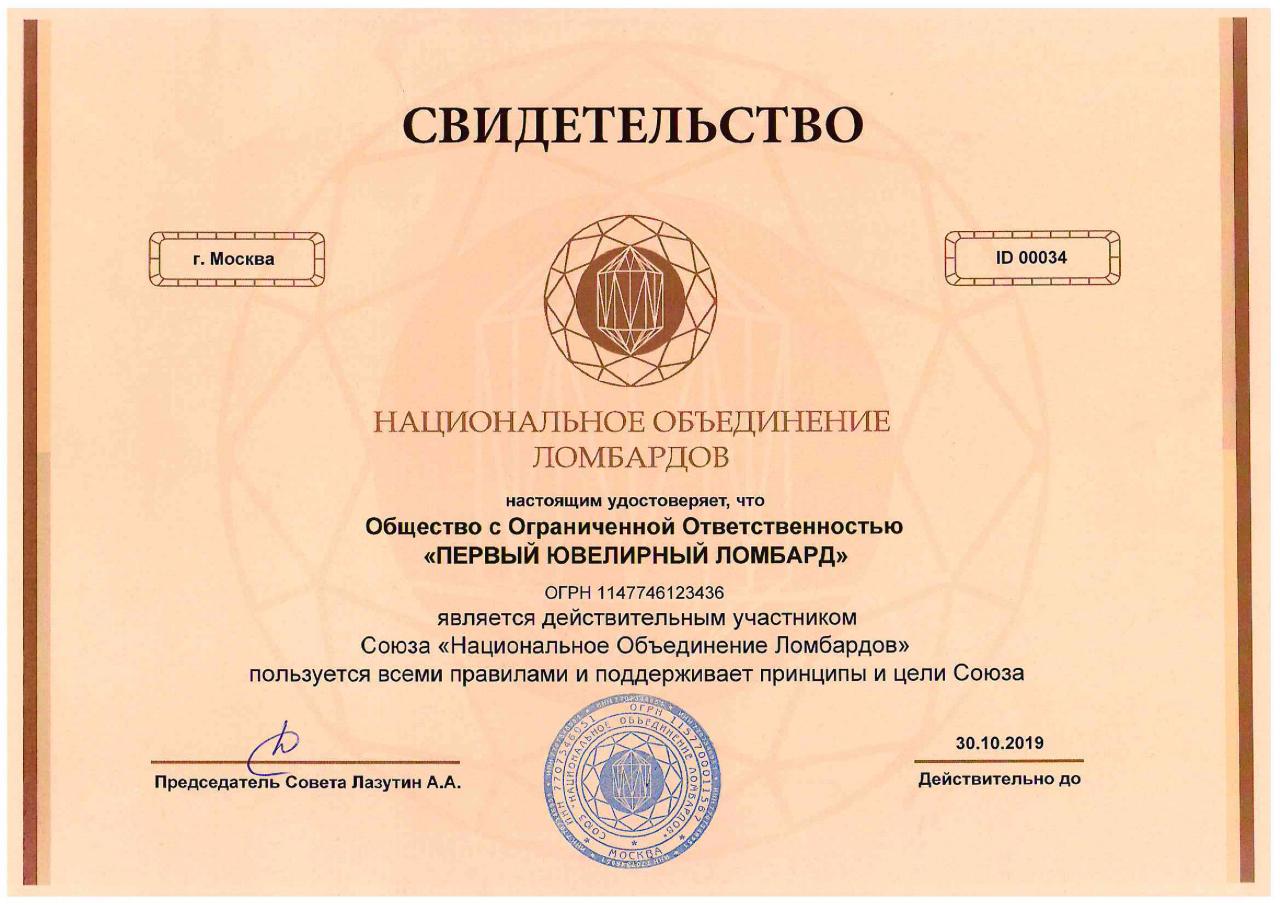 СВИДЕТЕЛЬСТВО
г. Москва
ID 00034
НАЦИОНАЛЬНОЕ ОБЪЕДИНЕНИЕ
ЛОМБАРДОВ
настоящим удостоверяет, что
Общество с Ограниченной Ответственностью
«ПЕРВЫЙ ЮВЕЛИРНЫЙ ЛОМБАРД»
ОГРН 1147746123436
является действительным участником
Союза «Национальное Объединение Ломбардов»
пользуется всеми правилами и поддерживает принципы и цели Союза
30.10.2019
Председатель Совета Лазутин А.А.
Действительно до
ИНН 7707346051 ОГРН 1157700011567
СОЮЗ "НАЦИОНАЛЬНОЕ ОБЪЕДИНЕНИЕ ЛОМБАРДОВ"
* МОСКВА *